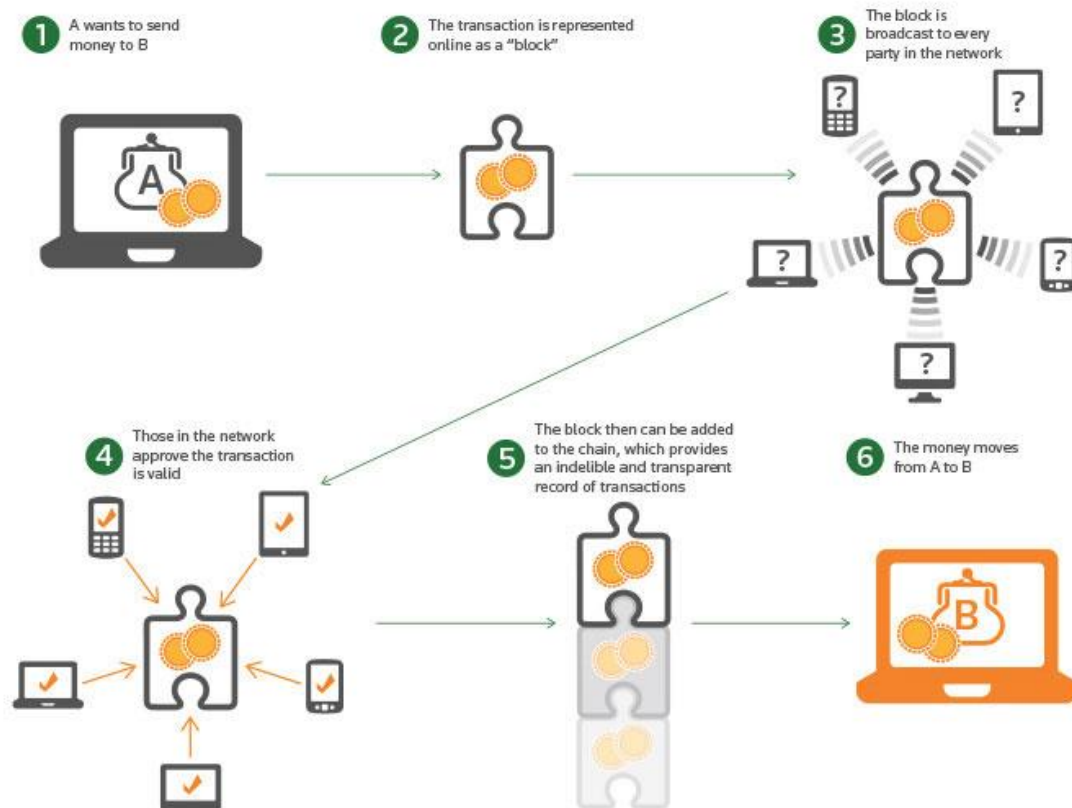 1
A wants to send
money to B
2
The transaction is represented
online as a “block”
3
The block is
broadcast to every
party in the network
A
?
?
?
?
?
4
Those in the network
approve the transaction
is valid
5
The block then can be added
to the chain, which provides
an indelible and transparent
record of transactions
6
The money moves
from A to B
B